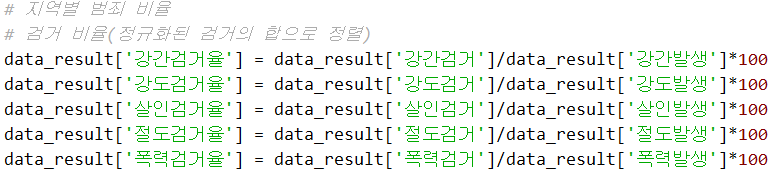 # 지역별 범죄 비율
# 검거 비율(정규화된 검거의 합으로 정렬)
data_result['강간검거율'] = data_result['강간검거']/data_result['강간발생']*100
data_result['강도검거율'] = data_result['강도검거']/data_result['강도발생']*100
data_result['살인검거율'] = data_result['살인검거']/data_result['살인발생']*100
data_result['절도검거율'] = data_result['절도검거']/data_result['절도발생']*100
data_result['폭력검거율'] = data_result['폭력검거']/data_result['폭력발생']*100